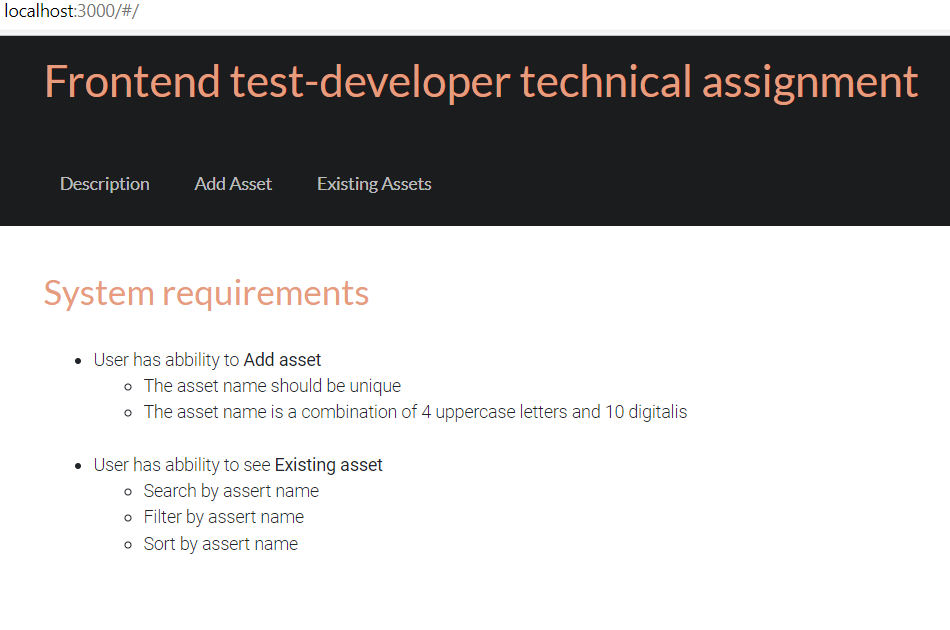 localhost:3000/#/
Frontend test-developer technical assignment
Description Add Asset Existing Assets
System requirements
User has abbility to Add asset
The asset name should be unique
The asset name is a combination of 4 uppercase letters and 10 digitalis
User has abbility to see Existing asset
Search by assert name
Filter by assert name
Sort by assert name